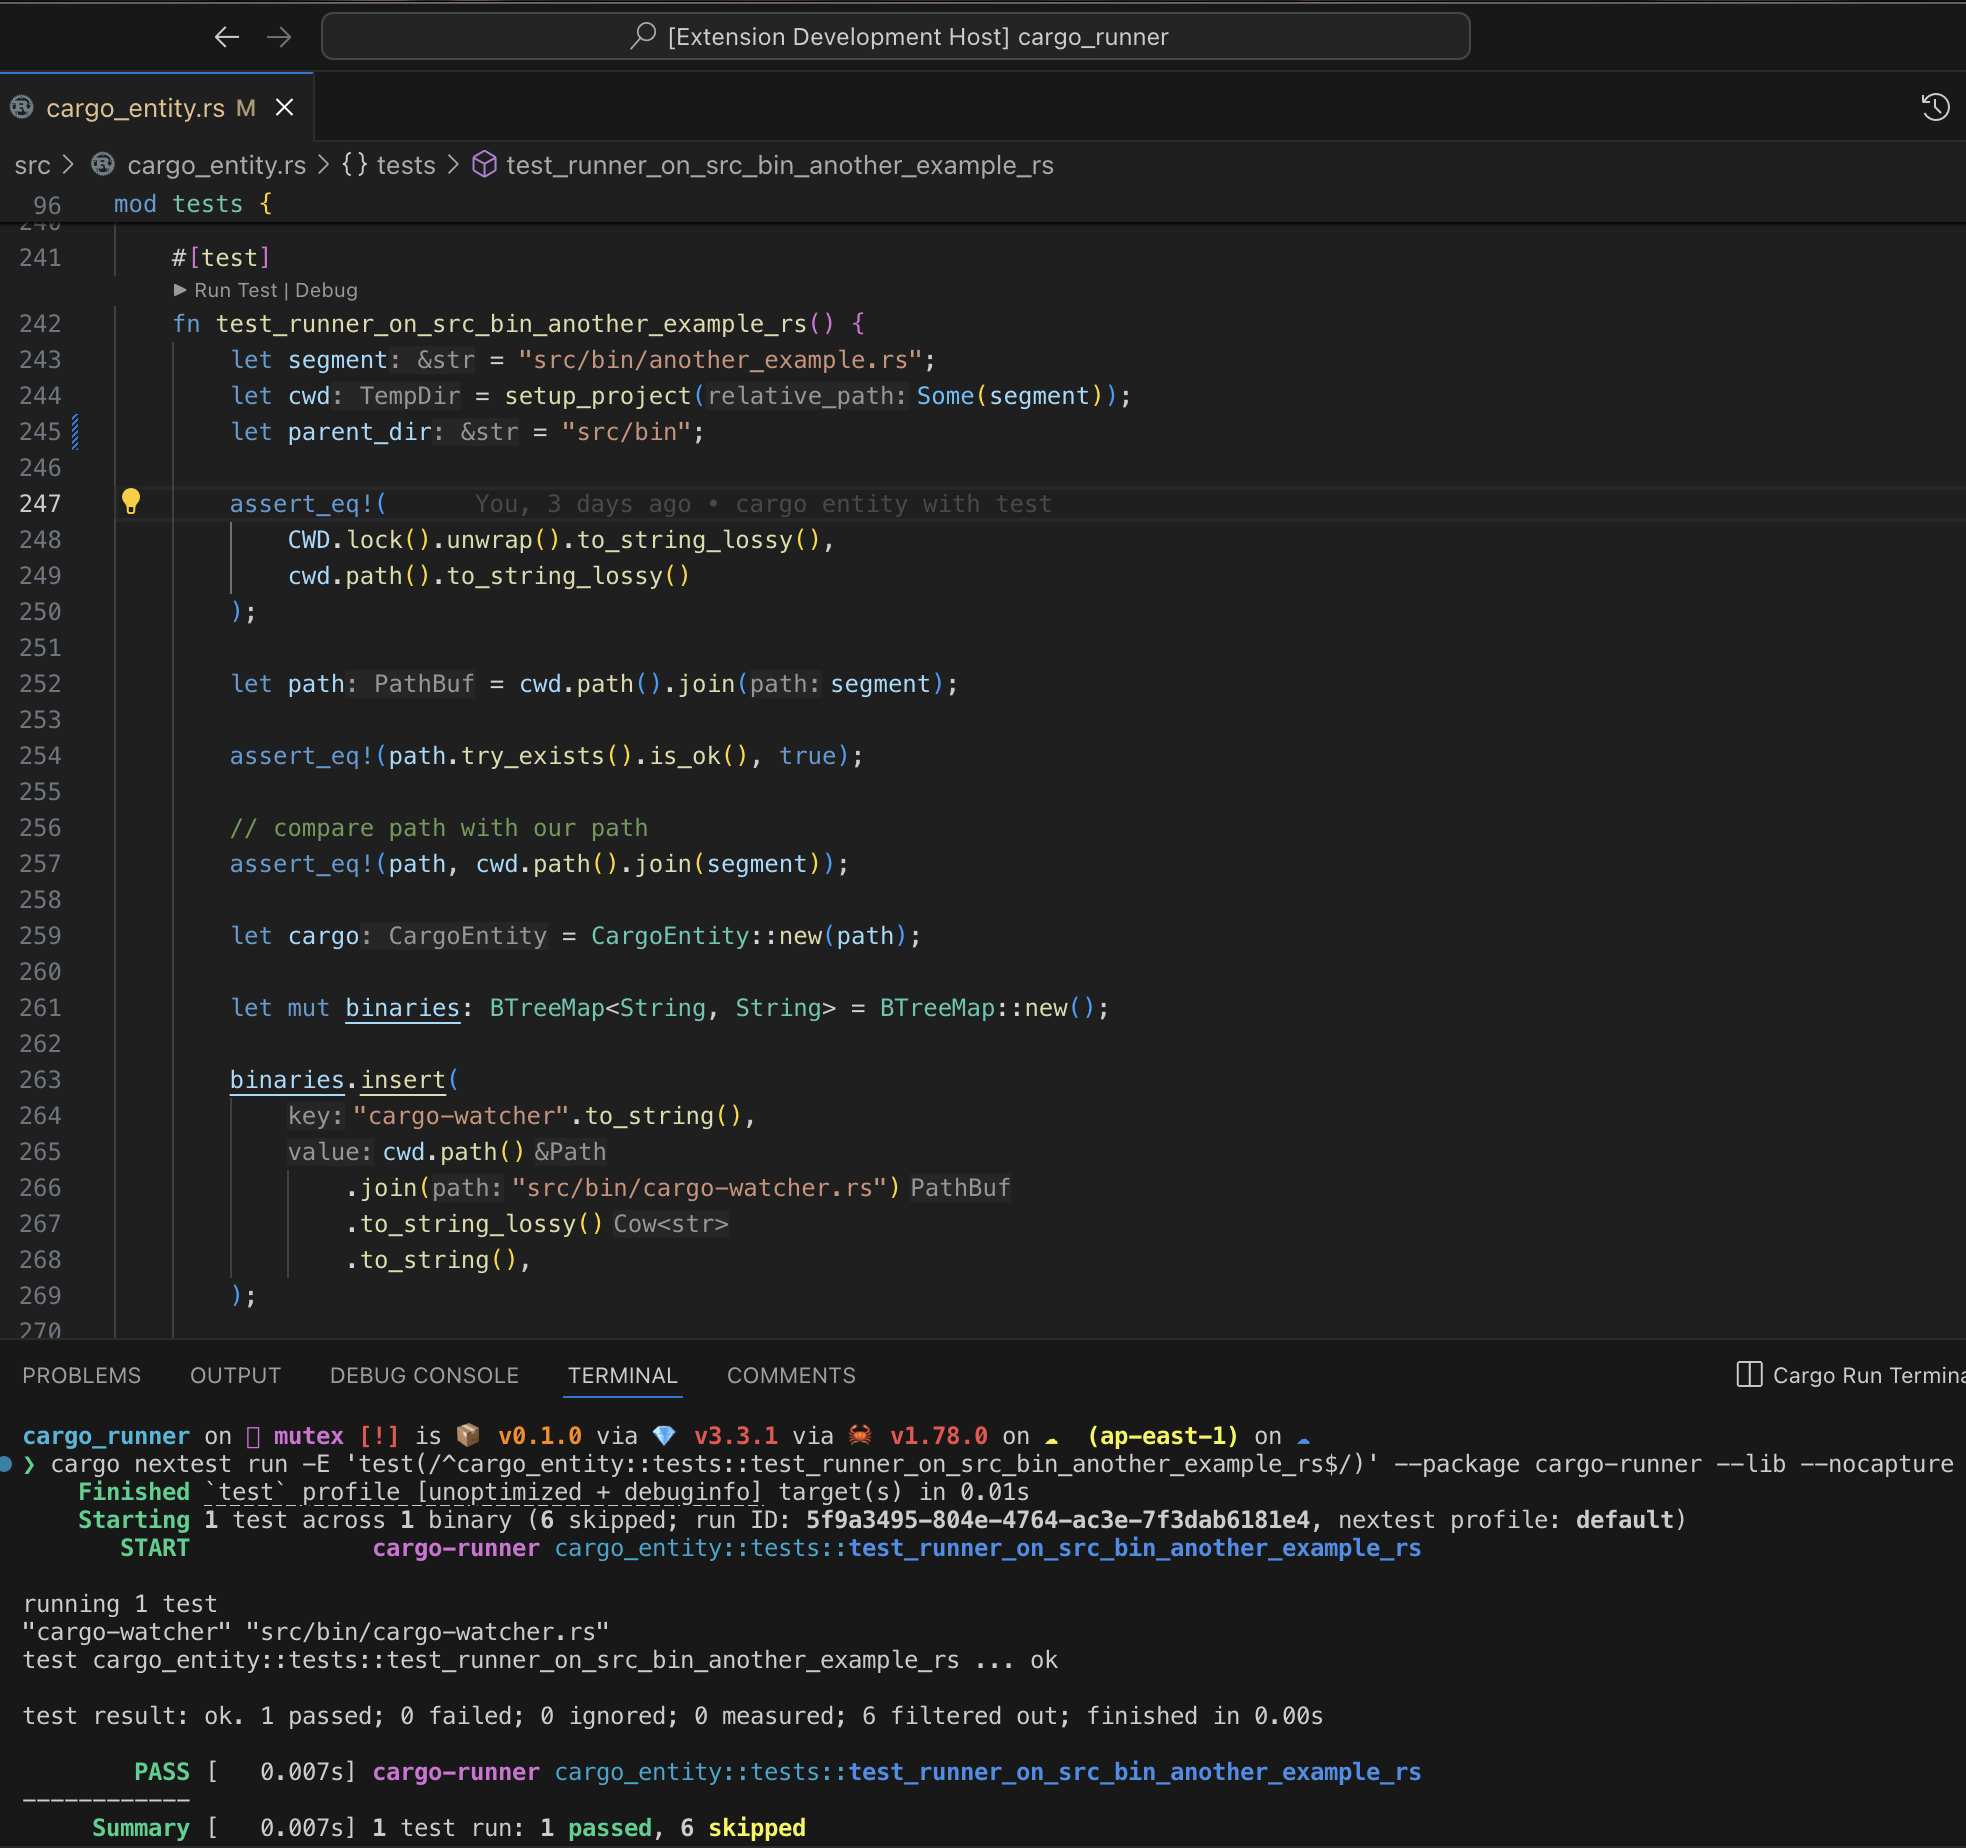 [Extension Development Host] cargo_runner
cargo_entity.rs M
src > cargo_entity.rs > {} tests > test_runner_on_src_bin_another_example_rs
96 mod tests {
240
241 #[test]
▶ Run Test | Debug
242 fn test_runner_on_src_bin_another_example_rs() {
243 let segment: &str = "src/bin/another_example.rs";
244 let cwd: TempDir = setup_project(relative_path: Some(segment));
245 let parent_dir: &str = "src/bin";
246
247 assert_eq!( You, 3 days ago • cargo entity with test
248 CWD.lock().unwrap().to_string_lossy(),
249 cwd.path().to_string_lossy()
250 );
251
252 let path: PathBuf = cwd.path().join(path: segment);
253
254 assert_eq!(path.try_exists().is_ok(), true);
255
256 // compare path with our path
257 assert_eq!(path, cwd.path().join(segment));
258
259 let cargo: CargoEntity = CargoEntity::new(path);
260
261 let mut binaries: BTreeMap<String, String> = BTreeMap::new();
262
263 binaries.insert(
264 key: "cargo-watcher".to_string(),
265 value: cwd.path() &Path
266 .join(path: "src/bin/cargo-watcher.rs") PathBuf
267 .to_string_lossy() Cow<str>
268 .to_string(),
269 );
270
PROBLEMS OUTPUT DEBUG CONSOLE TERMINAL COMMENTS Cargo Run Termina
cargo_runner on mutex [!] is 📦 v0.1.0 via 💎 v3.3.1 via 🦀 v1.78.0 on ☁ (ap-east-1) on ☁
❯ cargo nextest run -E 'test(/^cargo_entity::tests::test_runner_on_src_bin_another_example_rs$/)' --package cargo-runner --lib --nocapture
Finished `test` profile [unoptimized + debuginfo] target(s) in 0.01s
Starting 1 test across 1 binary (6 skipped; run ID: 5f9a3495-804e-4764-ac3e-7f3dab6181e4, nextest profile: default)
START cargo-runner cargo_entity::tests::test_runner_on_src_bin_another_example_rs
running 1 test
"cargo-watcher" "src/bin/cargo-watcher.rs"
test cargo_entity::tests::test_runner_on_src_bin_another_example_rs ... ok
test result: ok. 1 passed; 0 failed; 0 ignored; 0 measured; 6 filtered out; finished in 0.00s
PASS [ 0.007s] cargo-runner cargo_entity::tests::test_runner_on_src_bin_another_example_rs
────────────
Summary [ 0.007s] 1 test run: 1 passed, 6 skipped